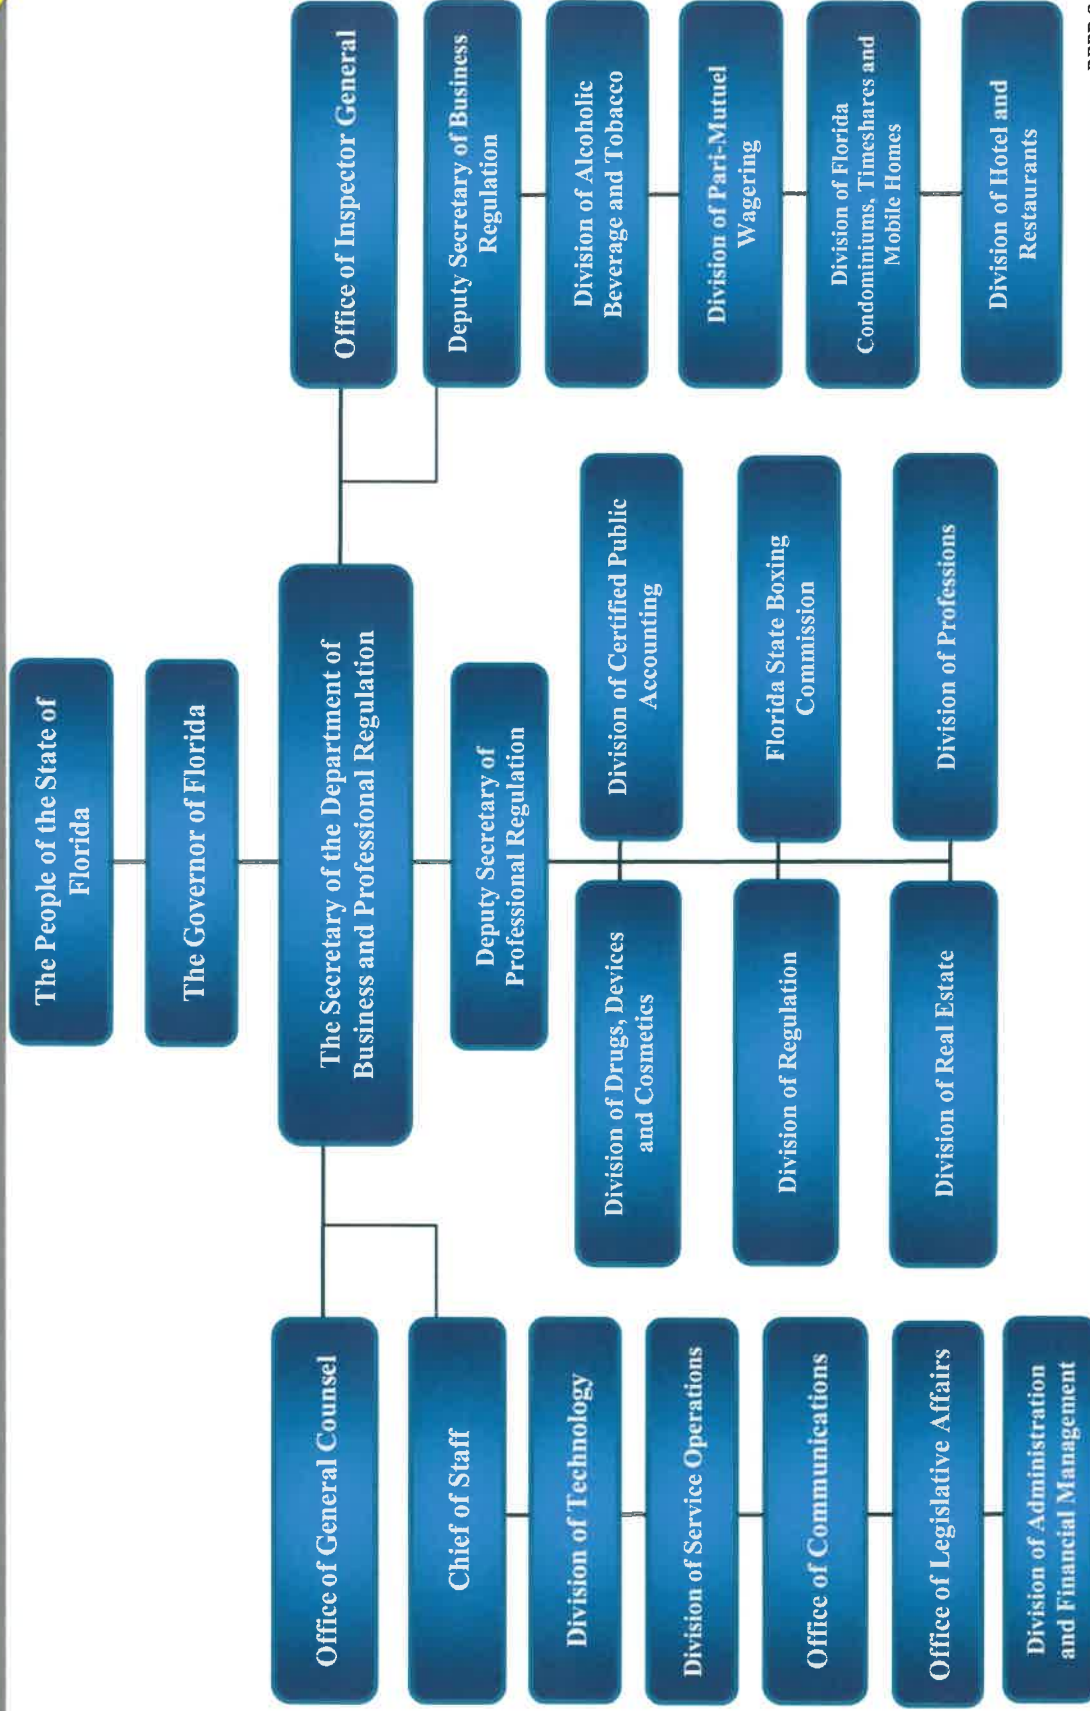 The People of the State of
Florida
The Governor of Florida
The Secretary of the Department of
Business and Professional Regulation
Office of General Counsel
Chief of Staff
Division of Technology
Division of Service Operations
Office of Communications
Office of Legislative Affairs
Division of Administration
and Financial Management
Deputy Secretary of
Professional Regulation
Division of Drugs, Devices
and Cosmetics
Division of Certified Public
Accounting
Division of Regulation
Florida State Boxing
Commission
Division of Real Estate
Division of Professions
Office of Inspector General
Deputy Secretary of Business
Regulation
Division of Alcoholic
Beverage and Tobacco
Division of Pari-Mutuel
Wagering
Division of Florida
Condominiums, Timeshares and
Mobile Homes
Division of Hotel and
Restaurants